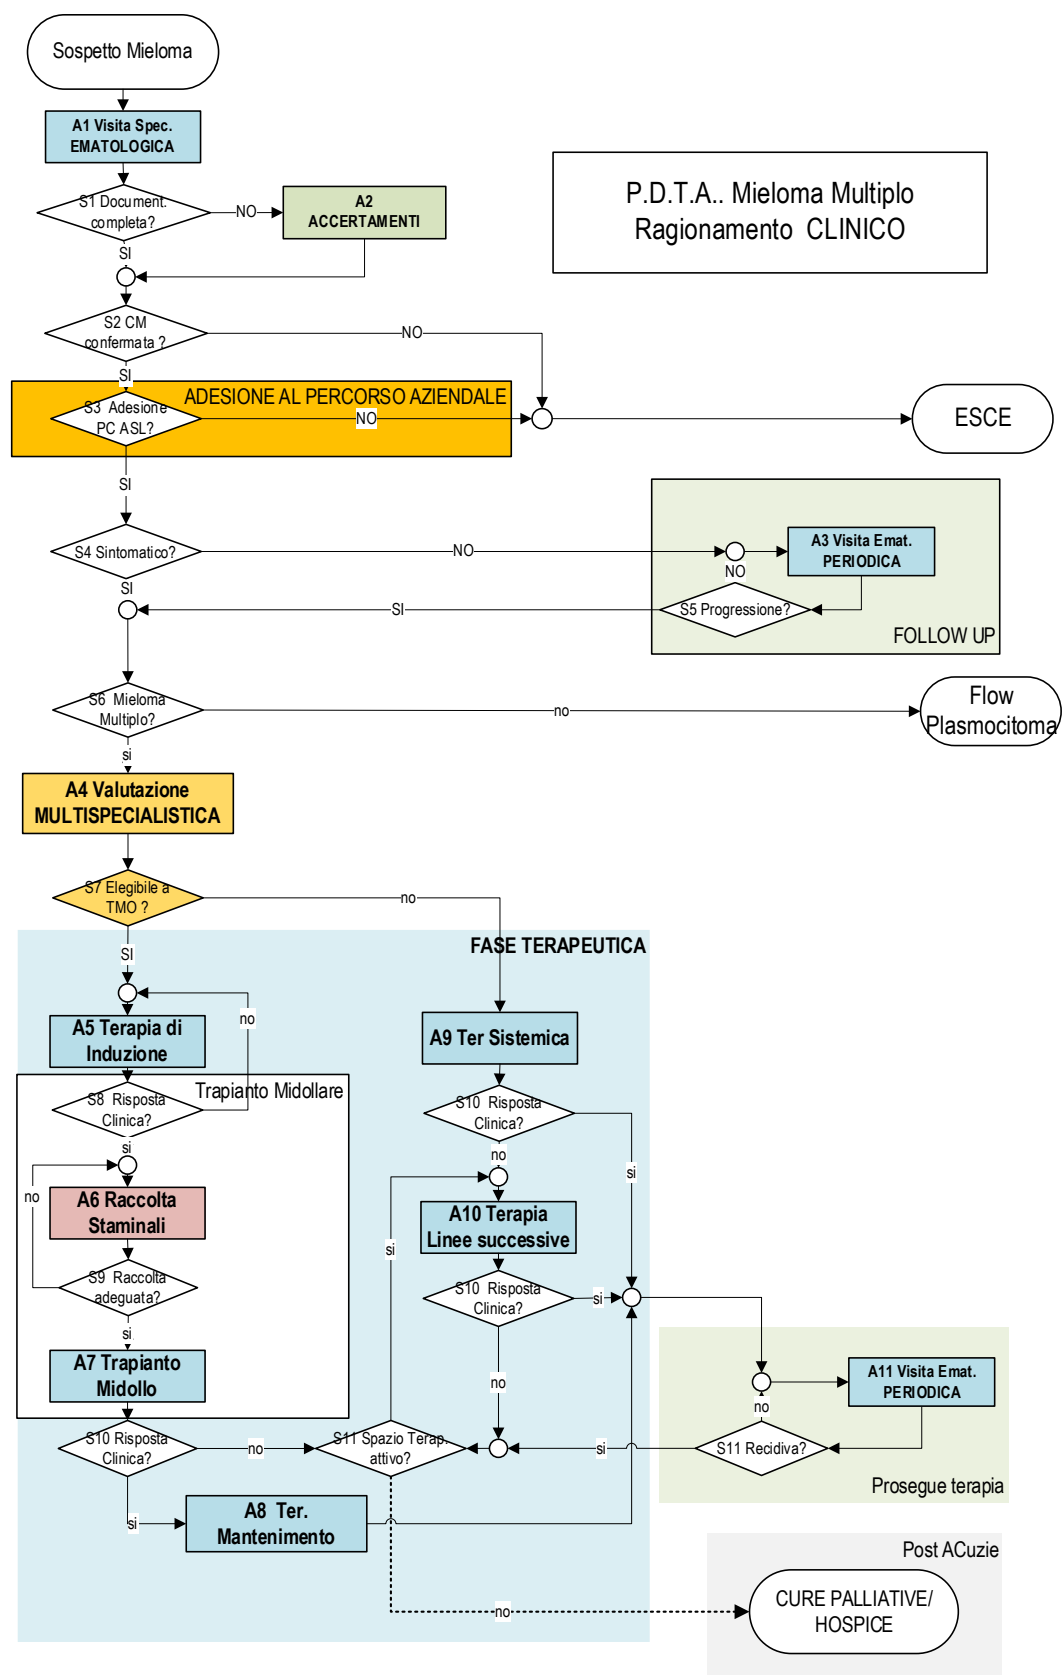 Sospetto Mieloma
A1 Visita Spec.
EMATOLOGICA
P.D.T.A.. Mieloma Multiplo
Ragionamento CLINICO
S1 Document.
completa?
NO
A2
ACCERTAMENTI
SI
S2 CM
confermata ?
NO
SI
ADESIONE AL PERCORSO AZIENDALE
S3 Adesione
PC ASL?
NO
ESCE
SI
S4 Sintomatico?
NO
A3 Visita Emat.
PERIODICA
NO
SI
SI
S5 Progressione?
FOLLOW UP
S6 Mieloma
Multiplo?
no
Flow
Plasmocitoma
si
A4 Valutazione
MULTISPECIALISTICA
S7 Elegibile a
TMO ?
no
FASE TERAPEUTICA
SI
no
A5 Terapia di
Induzione
A9 Ter Sistemica
Trapianto Midollare
S8 Risposta
Clinica?
S10 Risposta
Clinica?
si
no
si
no
A6 Raccolta
Staminali
A10 Terapia
Linee successive
si
S9 Raccolta
adeguata?
S10 Risposta
Clinica?
si
si
A7 Trapianto
Midollo
no
A11 Visita Emat.
PERIODICA
no
S10 Risposta
Clinica?
no
S11 Spazio Terap.
attivo?
si
S11 Recidiva?
Prosegue terapia
si
A8 Ter.
Mantenimento
Post ACuzie
no
CURE PALLIATIVE/
HOSPICE